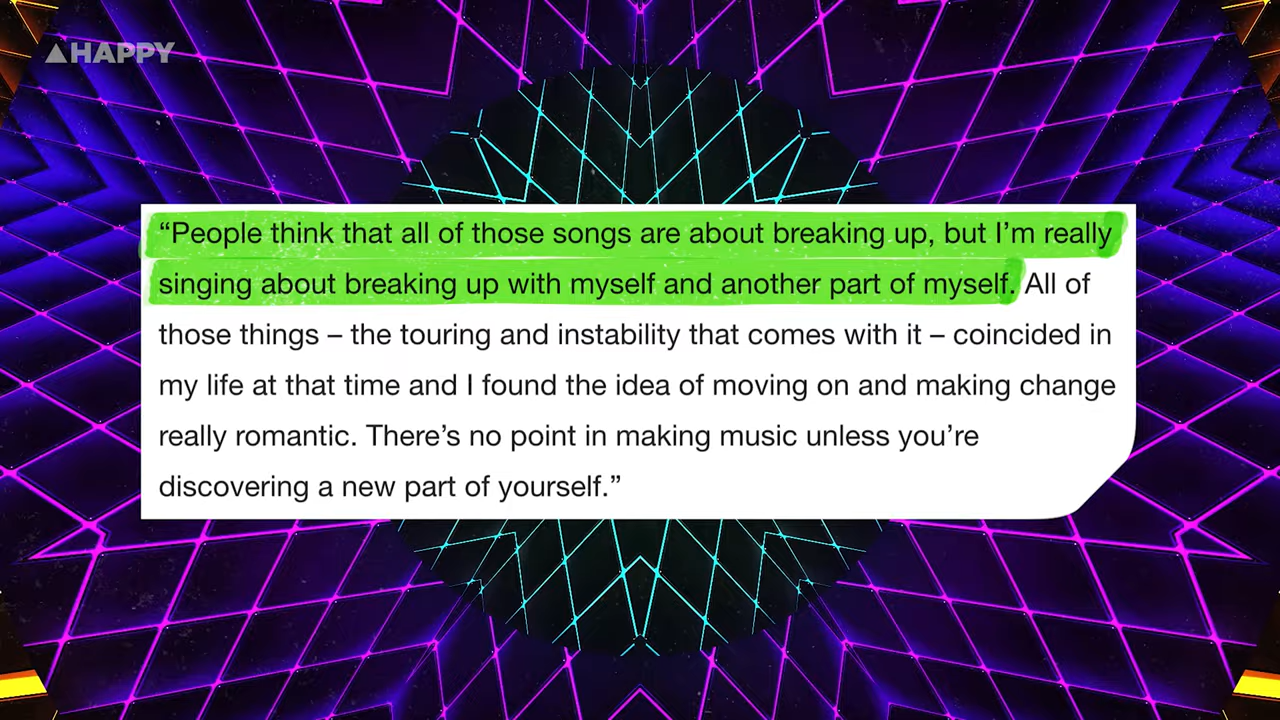 HAPPY
“People think that all of those songs are about breaking up, but I’m really
singing about breaking up with myself and another part of myself. All of
those things – the touring and instability that comes with it – coincided in
my life at that time and I found the idea of moving on and making change
really romantic. There’s no point in making music unless you’re
discovering a new part of yourself.”